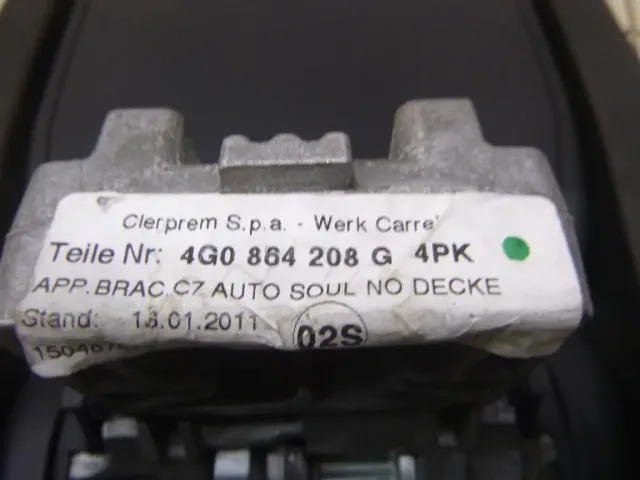 Clerprem S.p.a. - Werk Carre
Teile Nr: 4G0 864 208 G 4PK
APP.BRAC.C7 AUTO SOUL NO DECKE
Stand: 13.01.2011 02S